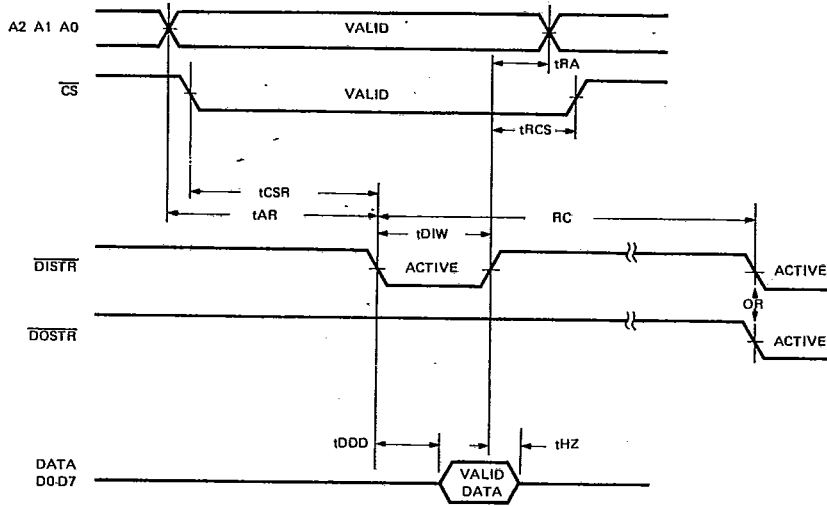 A2 A1 A0
VALID
tRA
CS
VALID
tRCS
tCSR
tAR
RC
tDIW
DISTR
ACTIVE
ACTIVE
OR
DOSTR
ACTIVE
tDDD
tHZ
DATA
D0-D7
VALID
DATA